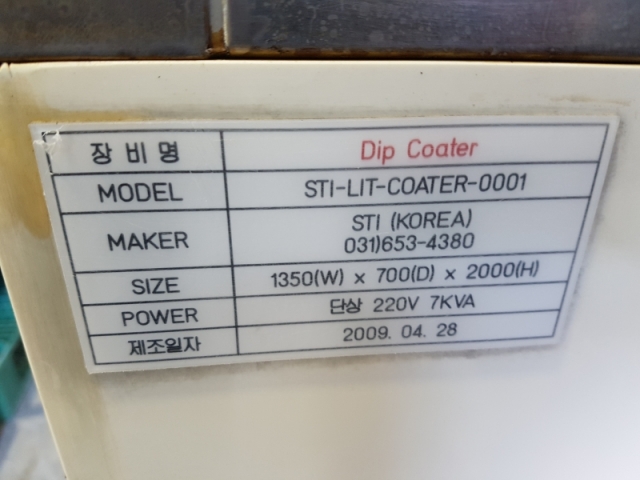 장비명 Dip Coater
MODEL STI-LIT-COATER-0001
MAKER STI (KOREA)
031)653-4380
SIZE 1350(W) x 700(D) x 2000(H)
POWER 단상 220V 7KVA
제조일자 2009. 04. 28